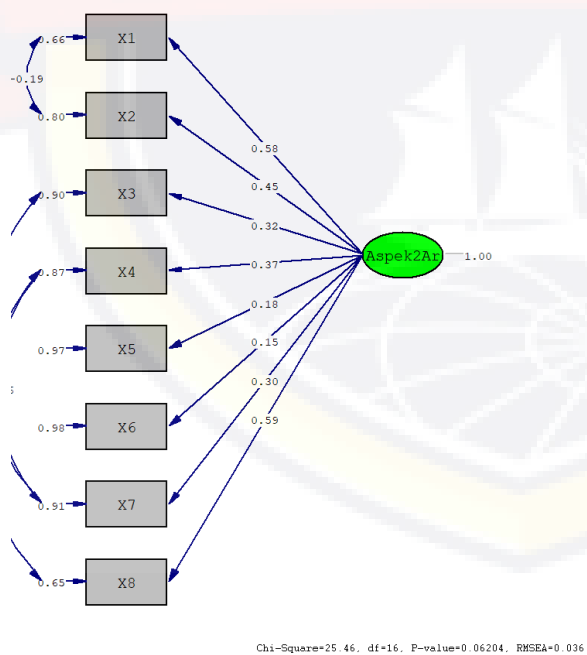 0.66 X1
-0.19
0.80 X2
0.58
0.45
0.90 X3
0.32
Aspek2Ar 1.00
0.87 X4
0.37
0.18
0.97 X5
0.15
0.30
0.98 X6
0.59
0.91 X7
0.65 X8
Chi-Square=25.46, df=16, P-value=0.06204, RMSEA=0.036